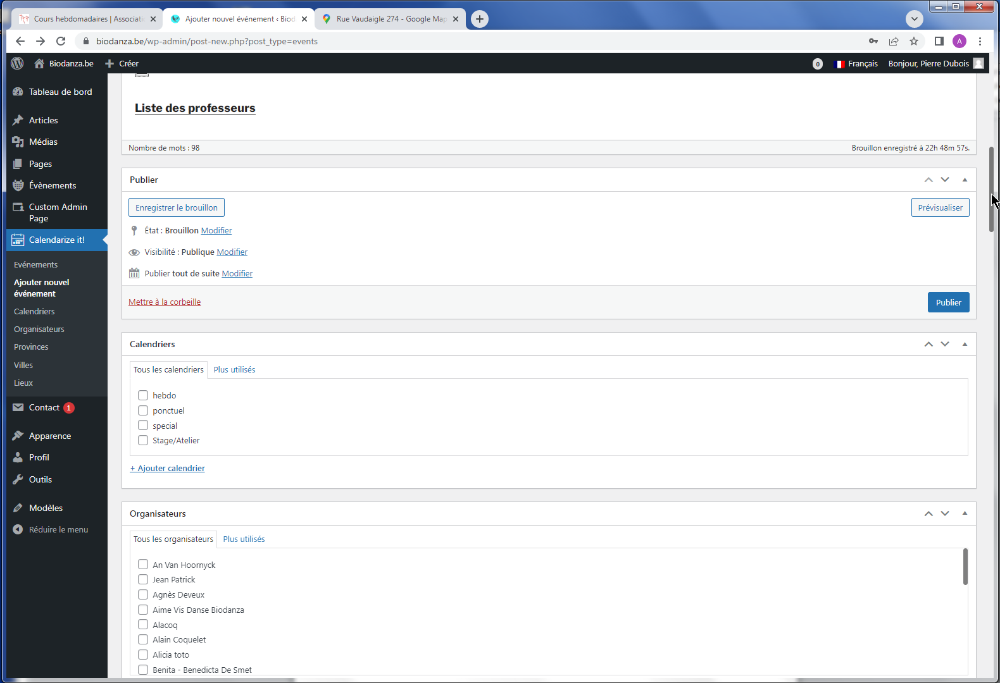 Cours hebdomadaires | Associati
Ajouter nouvel événement ‹ Biod
Rue Vaudaigle 274 - Google Map
biodanza.be/wp-admin/post-new.php?post_type=events
A
Biodanza.be
Créer
0
Français
Bonjour, Pierre Dubois
Tableau de bord
Articles
Médias
Pages
Évènements
Custom Admin
Page
Calendarize it!
Evénements
Ajouter nouvel
événement
Calendriers
Organisateurs
Provinces
Villes
Lieux
Contact 1
Apparence
Profil
Outils
Modèles
Réduire le menu
Liste des professeurs
Nombre de mots : 98
Brouillon enregistré à 22h 48m 57s.
Publier
Enregistrer le brouillon
Prévisualiser
État : Brouillon Modifier
Visibilité : Publique Modifier
Publier tout de suite Modifier
Mettre à la corbeille
Publier
Calendriers
Tous les calendriers
Plus utilisés
hebdo
ponctuel
special
Stage/Atelier
+ Ajouter calendrier
Organisateurs
Tous les organisateurs
Plus utilisés
An Van Hoornyck
Jean Patrick
Agnès Deveux
Aime Vis Danse Biodanza
Alacoq
Alain Coquelet
Alicia toto
Benita - Benedicta De Smet